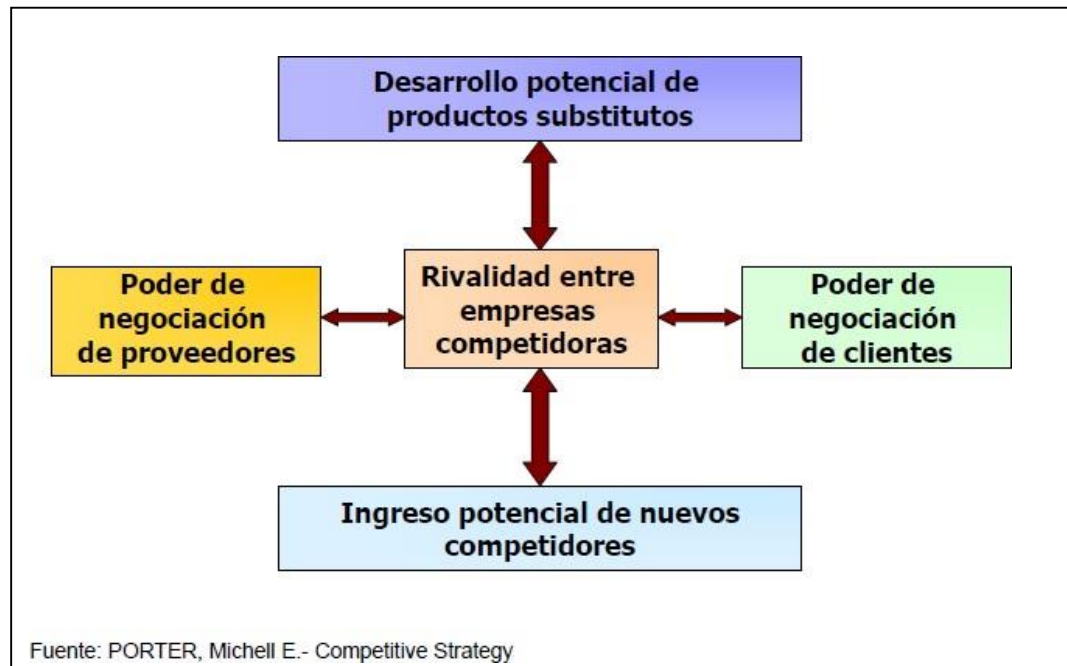 Desarrollo potencial de
productos substitutos
Poder de
negociación
de proveedores
Rivalidad entre
empresas
competidoras
Poder de
negociación
de clientes
Ingreso potencial de nuevos
competidores
Fuente: PORTER, Michell E.- Competitive Strategy